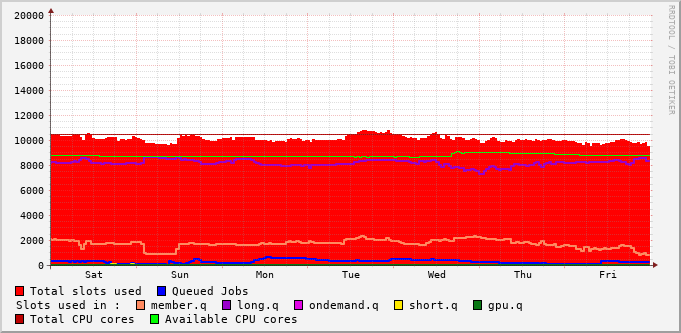 20000
18000
16000
14000
12000
10000
8000
6000
4000
2000
0
Sat Sun Mon Tue Wed Thu Fri
RRDTOOL / TOBI OETIKER
Total slots used Queued Jobs
Slots used in : member.q long.q ondemand.q short.q gpu.q
Total CPU cores Available CPU cores